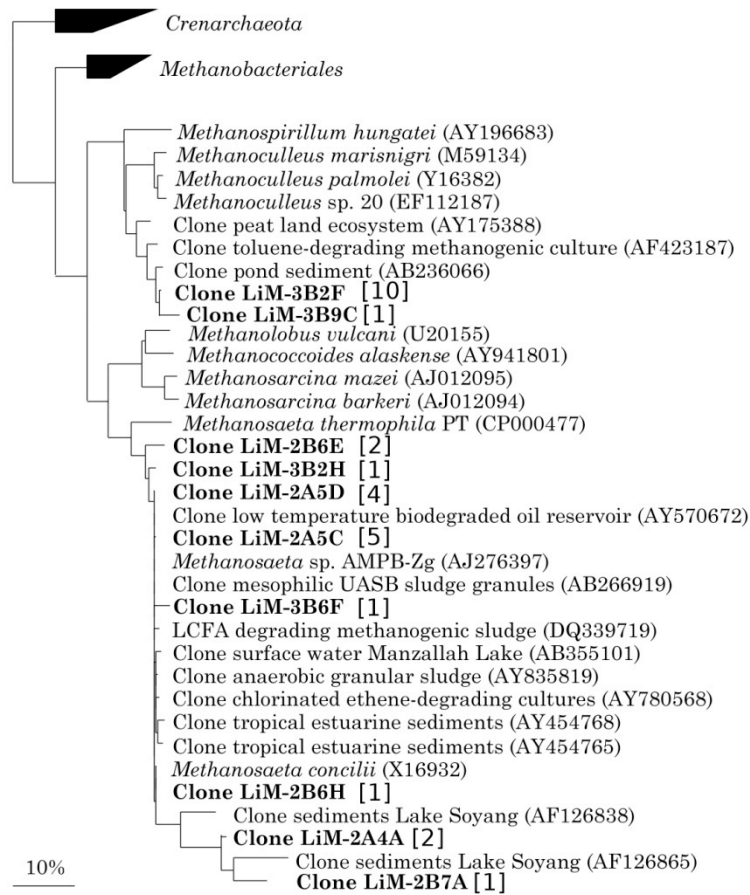 Crenarchaeota
Methanobacteriales
Methanospirillum hungatei (AY196683)
Methanoculleus marisnigri (M59134)
Methanoculleus palmolei (Y16382)
Methanoculleus sp. 20 (EF112187)
Clone peat land ecosystem (AY175388)
Clone toluene-degrading methanogenic culture (AF423187)
Clone pond sediment (AB236066)
Clone LiM-3B2F [10]
Clone LiM-3B9C [1]
Methanolobus vulcani (U20155)
Methanococcoides alaskense (AY941801)
Methanosarcina mazei (AJ012095)
Methanosarcina barkeri (AJ012094)
Methanosaeta thermophila PT (CP000477)
Clone LiM-2B6E [2]
Clone LiM-3B2H [1]
Clone LiM-2A5D [4]
Clone low temperature biodegraded oil reservoir (AY570672)
Clone LiM-2A5C [5]
Methanosaeta sp. AMPB-Zg (AJ276397)
Clone mesophilic UASB sludge granules (AB266919)
Clone LiM-3B6F [1]
LCFA degrading methanogenic sludge (DQ339719)
Clone surface water Manzallah Lake (AB355101)
Clone anaerobic granular sludge (AY835819)
Clone chlorinated ethene-degrading cultures (AY780568)
Clone tropical estuarine sediments (AY454768)
Clone tropical estuarine sediments (AY454765)
Methanosaeta concilii (X16932)
Clone LiM-2B6H [1]
Clone sediments Lake Soyang (AF126838)
Clone LiM-2A4A [2]
Clone sediments Lake Soyang (AF126865)
Clone LiM-2B7A [1]
10%